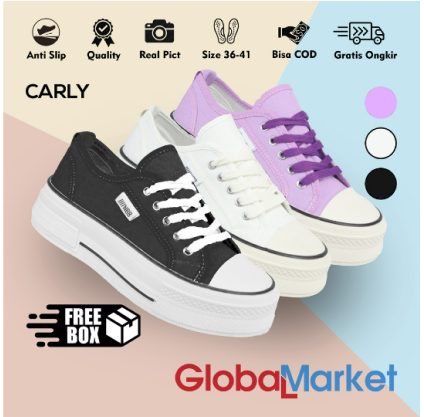 Anti Slip
Quality
Real Pict
Size 36-41
Bisa COD
Gratis Ongkir
CARLY
FREE
BOX
GlobalMarket